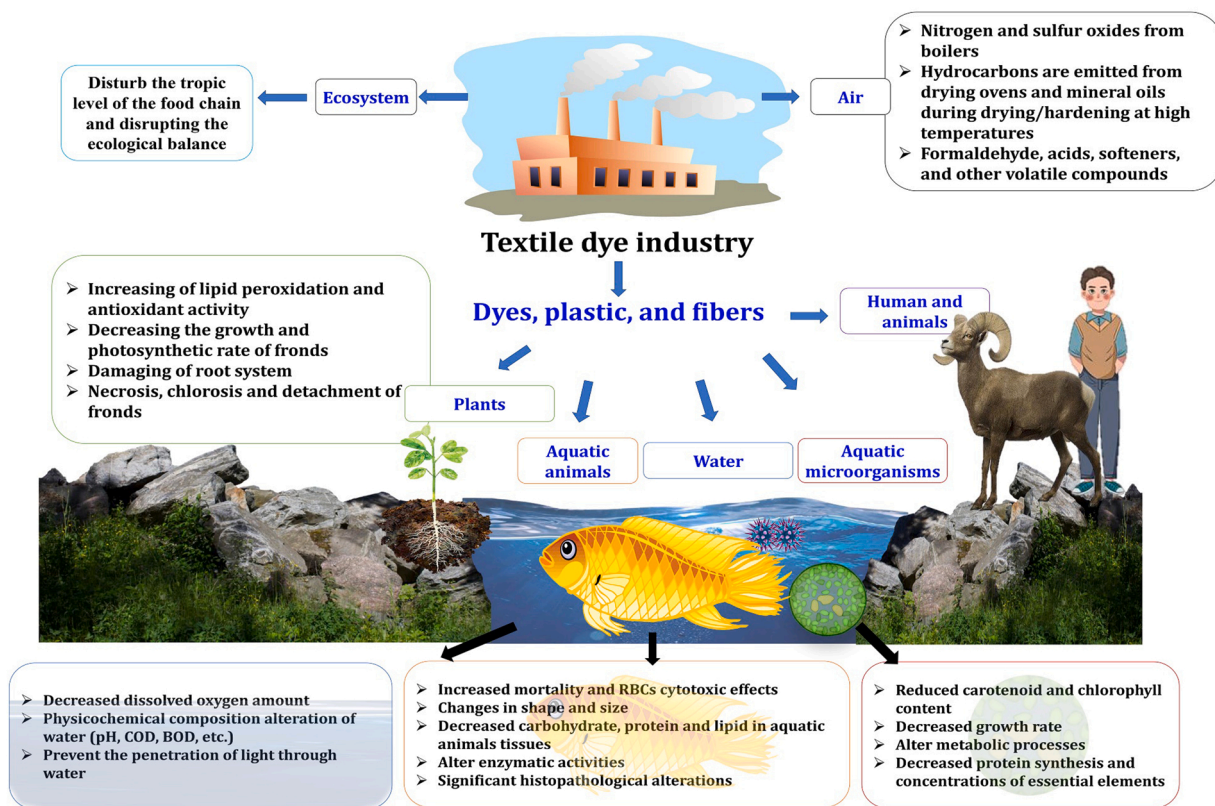 Disturb the tropic
level of the food chain
and disrupting the
ecological balance
Ecosystem
Air
➢ Nitrogen and sulfur oxides from
boilers
➢ Hydrocarbons are emitted from
drying ovens and mineral oils
during drying/hardening at high
temperatures
➢ Formaldehyde, acids, softeners,
and other volatile compounds
Textile dye industry
Dyes, plastic, and fibers
Human and
animals
➢ Increasing of lipid peroxidation and
antioxidant activity
➢ Decreasing the growth and
photosynthetic rate of fronds
➢ Damaging of root system
➢ Necrosis, chlorosis and detachment of
fronds
Plants
Aquatic
animals
Water
Aquatic
microorganisms
➢ Decreased dissolved oxygen amount
➢ Physicochemical composition alteration of
water (pH, COD, BOD, etc.)
➢ Prevent the penetration of light through
water
➢ Increased mortality and RBCs cytotoxic effects
➢ Changes in shape and size
➢ Decreased carbohydrate, protein and lipid in aquatic
animals tissues
➢ Alter enzymatic activities
➢ Significant histopathological alterations
➢ Reduced carotenoid and chlorophyll
content
➢ Decreased growth rate
➢ Alter metabolic processes
➢ Decreased protein synthesis and
concentrations of essential elements